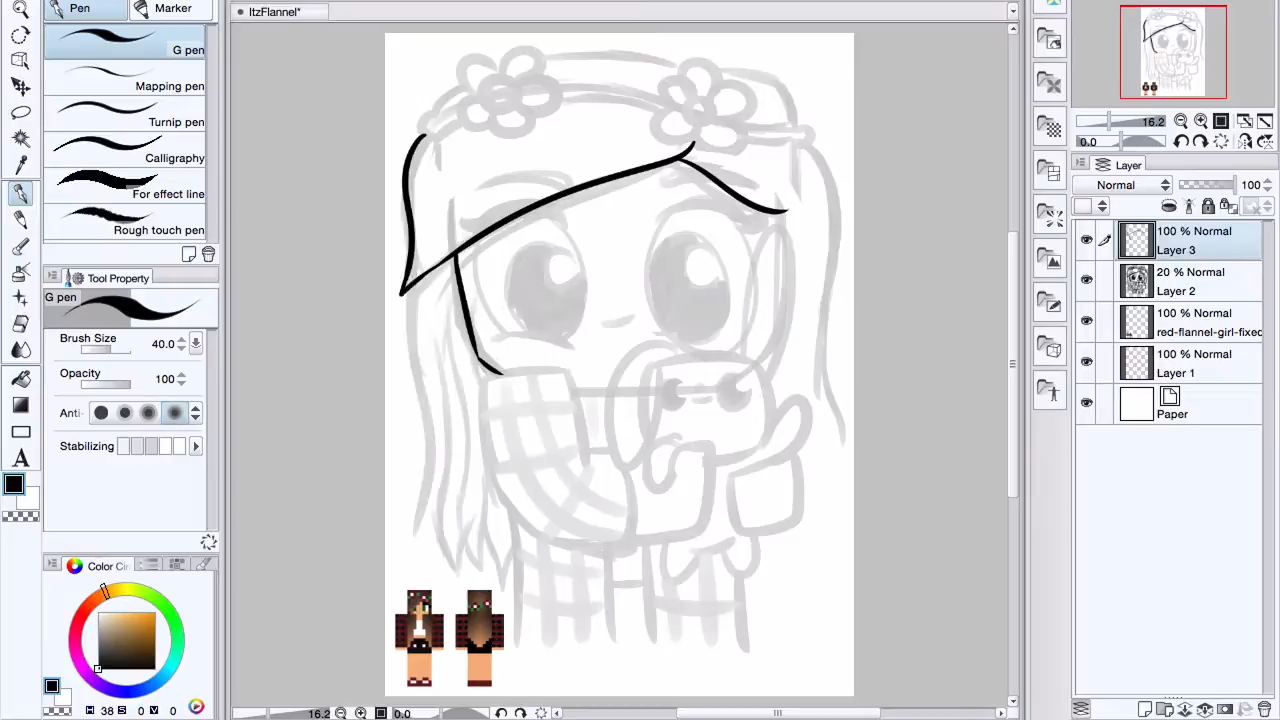 Pen
Marker
ItzFlannel*
G pen
Mapping pen
Turnip pen
Calligraphy
For effect line
Rough touch pen
Tool Property
G pen
Brush Size
40.0
Opacity
100
Anti-
Stabilizing
A
Color Cir
H 38 S 0 V 0
16.2
0.0
16.2
0.0
Layer
Normal
100
100 % Normal
Layer 3
20 % Normal
Layer 2
100 % Normal
red-flannel-girl-fixed
100 % Normal
Layer 1
Paper